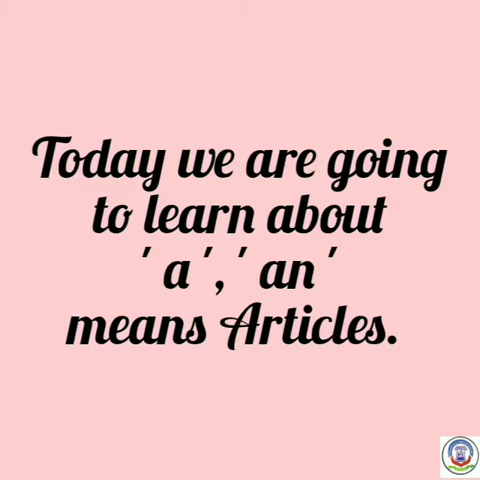 Today we are going
to learn about
' a ', ' an '
means Articles.